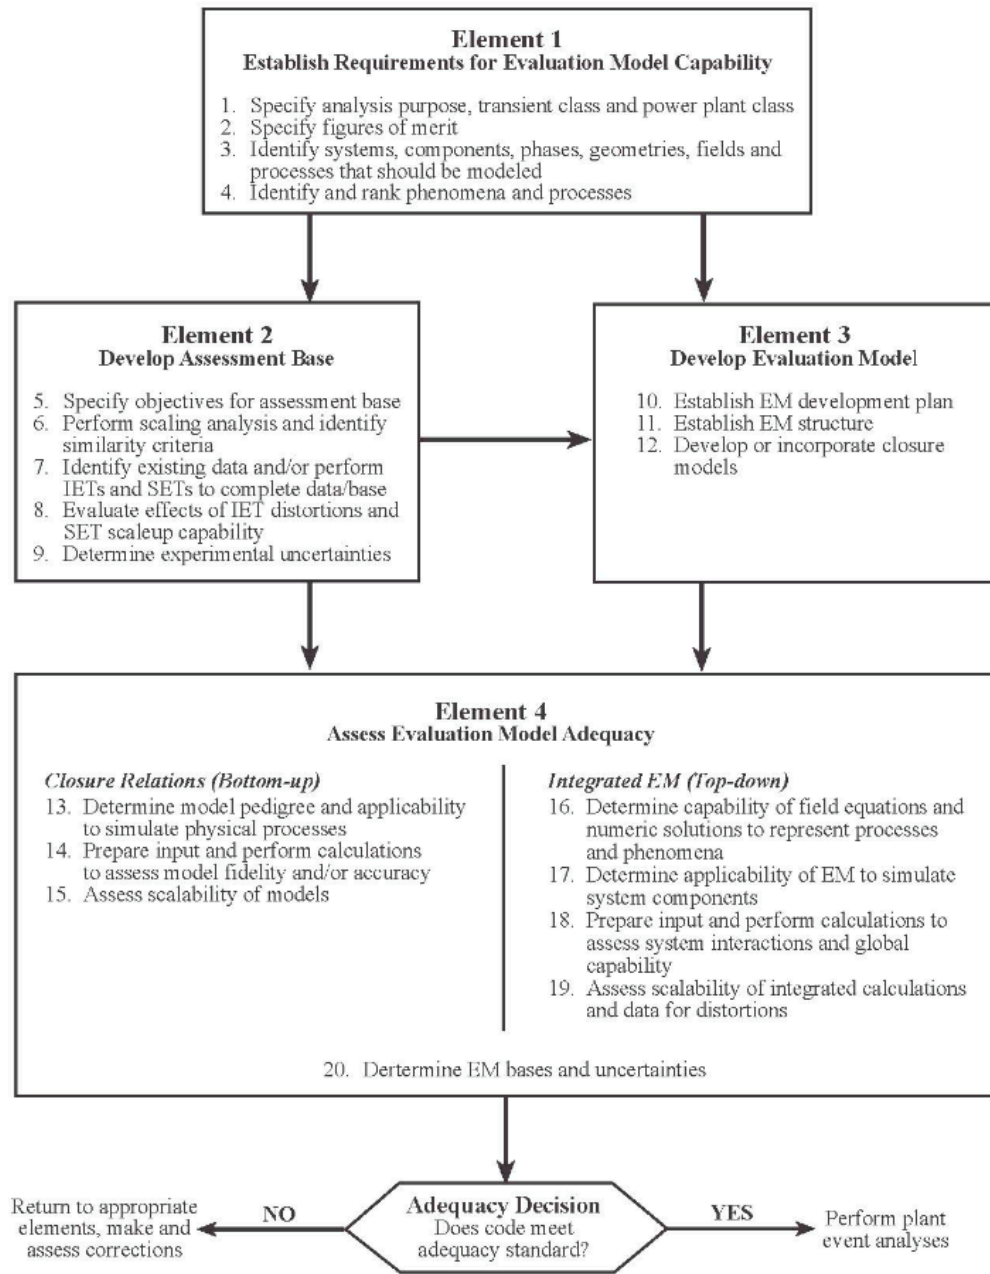 Element 1
Establish Requirements for Evaluation Model Capability
1. Specify analysis purpose, transient class and power plant class
2. Specify figures of merit
3. Identify systems, components, phases, geometries, fields and
processes that should be modeled
4. Identify and rank phenomena and processes
Element 2
Develop Assessment Base
5. Specify objectives for assessment base
6. Perform scaling analysis and identify
similarity criteria
7. Identify existing data and/or perform
IETs and SETs to complete data/base
8. Evaluate effects of IET distortions and
SET scaleup capability
9. Determine experimental uncertainties
Element 3
Develop Evaluation Model
10. Establish EM development plan
11. Establish EM structure
12. Develop or incorporate closure
models
Element 4
Assess Evaluation Model Adequacy
Closure Relations (Bottom-up)
13. Determine model pedigree and applicability
to simulate physical processes
14. Prepare input and perform calculations
to assess model fidelity and/or accuracy
15. Assess scalability of models
Integrated EM (Top-down)
16. Determine capability of field equations and
numeric solutions to represent processes
and phenomena
17. Determine applicability of EM to simulate
system components
18. Prepare input and perform calculations to
assess system interactions and global
capability
19. Assess scalability of integrated calculations
and data for distortions
20. Dertermine EM bases and uncertainties
Adequacy Decision
Does code meet
adequacy standard?
NO
Return to appropriate
elements, make and
assess corrections
YES
Perform plant
event analyses